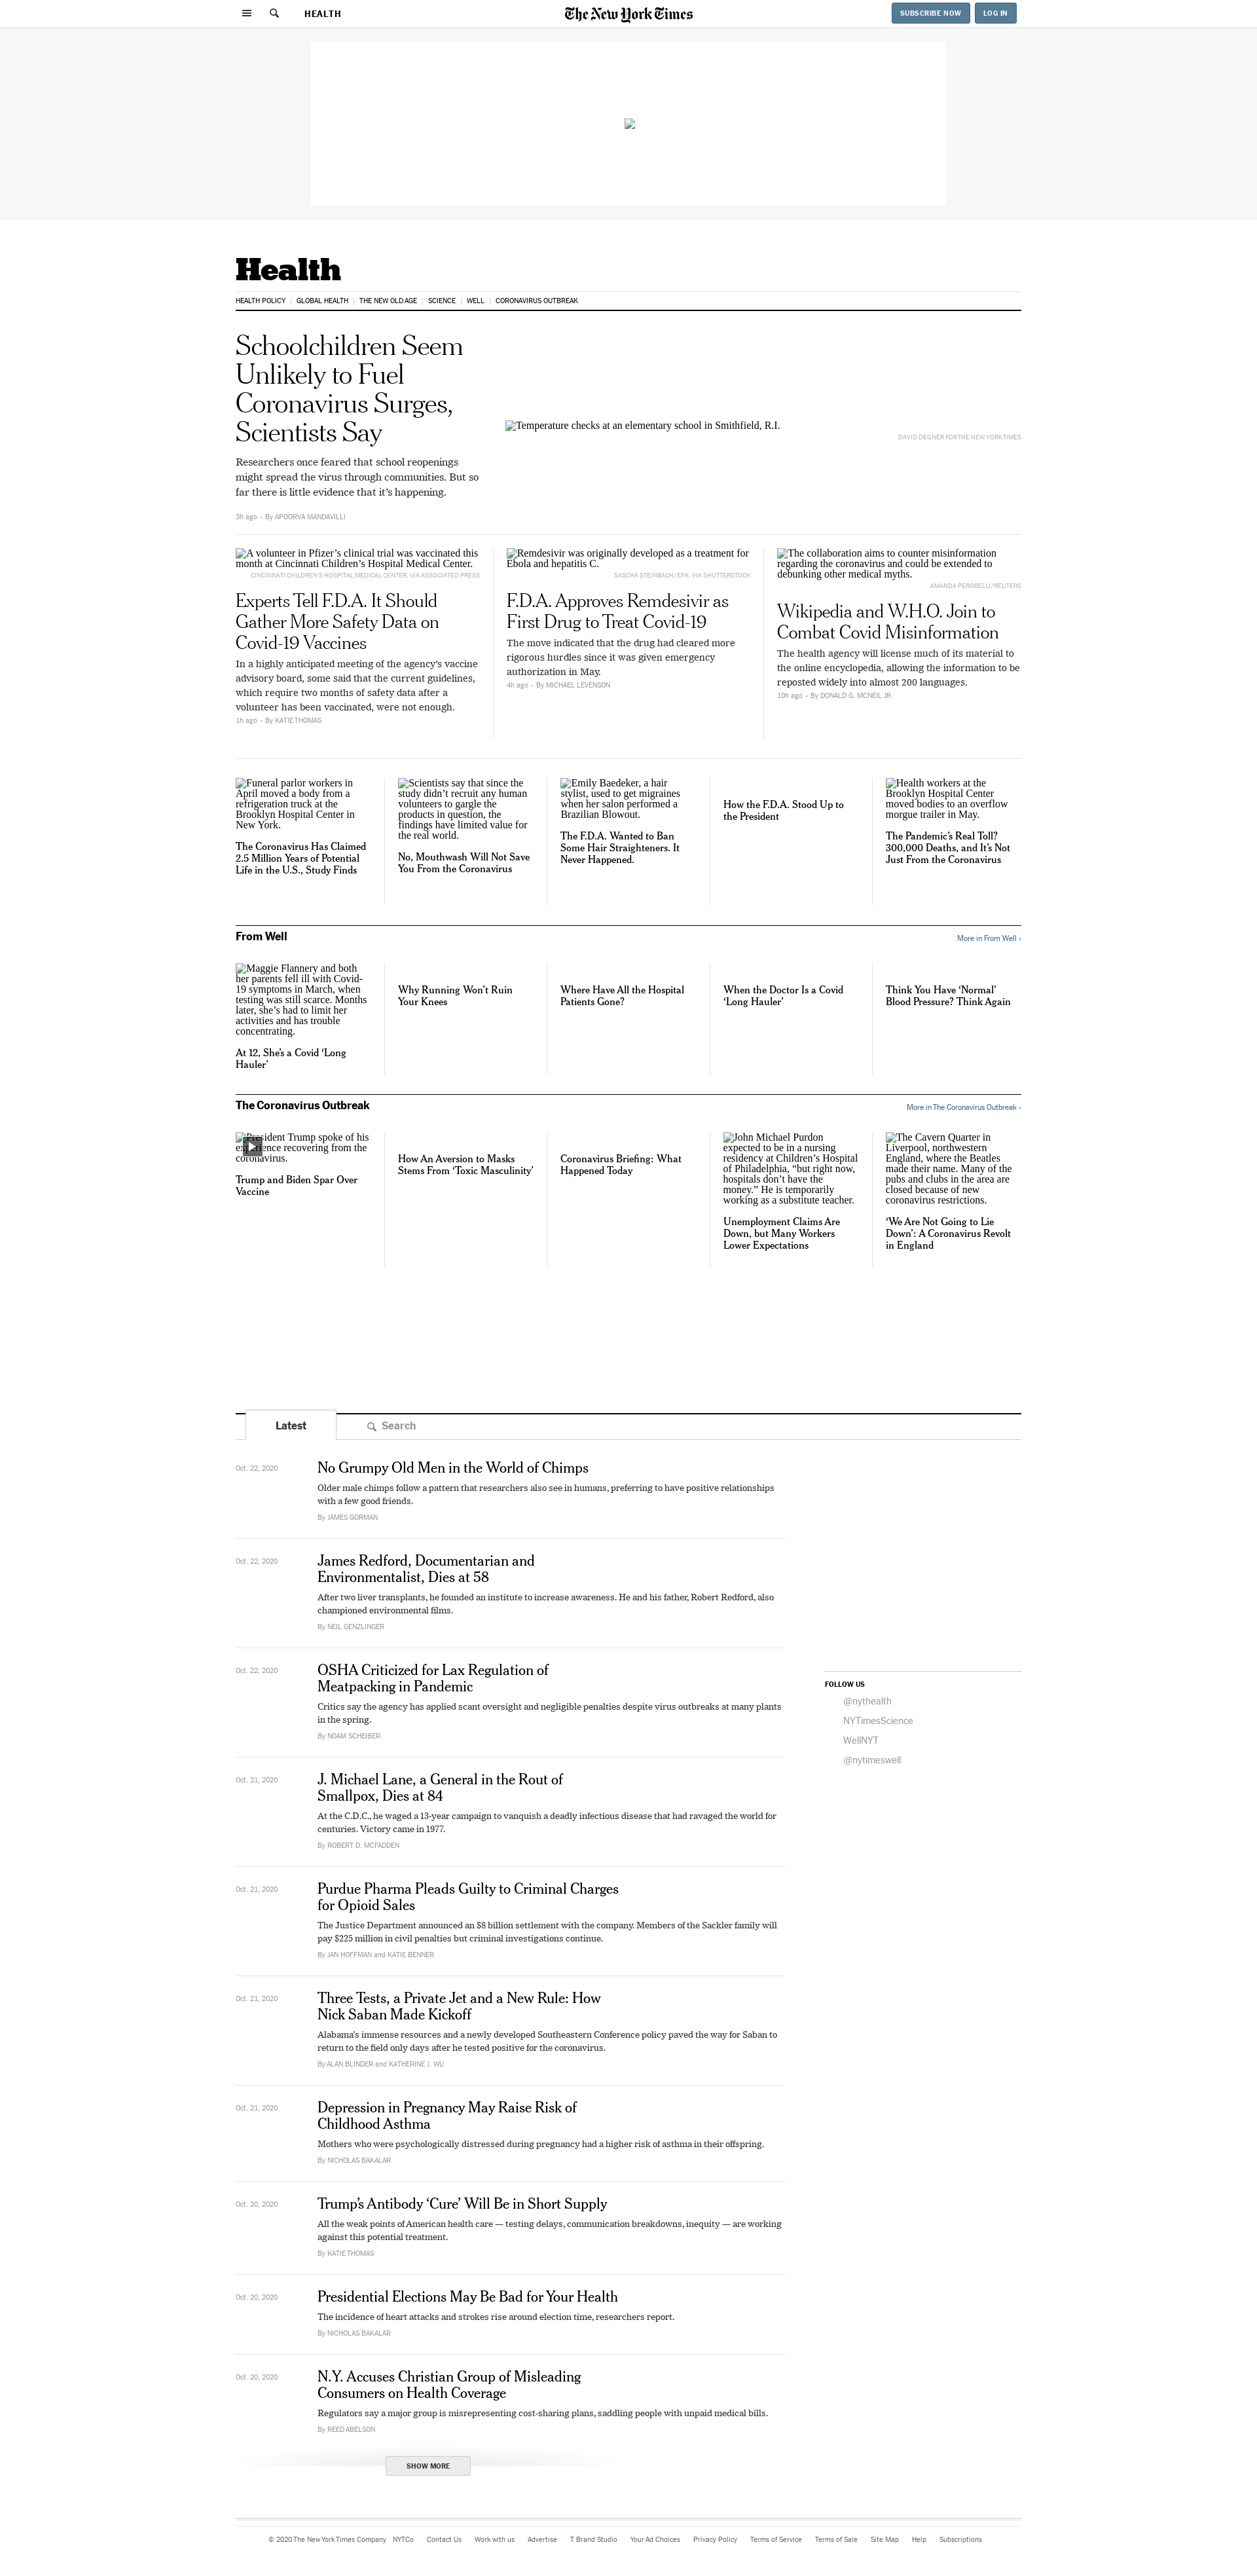 HEALTH
The New York Times
SUBSCRIBE NOW
LOG IN
Health
HEALTH POLICY
GLOBAL HEALTH
THE NEW OLD AGE
SCIENCE
WELL
CORONAVIRUS OUTBREAK
Schoolchildren Seem
Unlikely to Fuel
Coronavirus Surges,
Scientists Say
Researchers once feared that school reopenings
might spread the virus through communities. But so
far there is little evidence that it's happening.
3h ago • By APOORVA MANDAVILLI
Temperature checks at an elementary school in Smithfield, R.I.
DAVID DEGNER FOR THE NEW YORK TIMES
A volunteer in Pfizer's clinical trial was vaccinated this
month at Cincinnati Children's Hospital Medical Center.
CINCINNATI CHILDREN'S HOSPITAL MEDICAL CENTER, VIA ASSOCIATED PRESS
Experts Tell F.D.A. It Should
Gather More Safety Data on
Covid-19 Vaccines
In a highly anticipated meeting of the agency's vaccine
advisory board, some said that the current guidelines,
which require two months of safety data after a
volunteer has been vaccinated, were not enough.
1h ago • By KATIE THOMAS
Remdesivir was originally developed as a treatment for
Ebola and hepatitis C.
SASCHA STEINBACH/EPA, VIA SHUTTERSTOCK
F.D.A. Approves Remdesivir as
First Drug to Treat Covid-19
The move indicated that the drug had cleared more
rigorous hurdles since it was given emergency
authorization in May.
4h ago • By MICHAEL LEVENSON
The collaboration aims to counter misinformation
regarding the coronavirus and could be extended to
debunking other medical myths.
AMANDA PEROBELLI/REUTERS
Wikipedia and W.H.O. Join to
Combat Covid Misinformation
The health agency will license much of its material to
the online encyclopedia, allowing the information to be
reposted widely into almost 200 languages.
10h ago • By DONALD G. MCNEIL JR.
Funeral parlor workers in
April moved a body from a
refrigeration truck at the
Brooklyn Hospital Center in
New York.
The Coronavirus Has Claimed
2.5 Million Years of Potential
Life in the U.S., Study Finds
Scientists say that since the
study didn't recruit any human
volunteers to gargle the
products in question, the
findings have limited value for
the real world.
No, Mouthwash Will Not Save
You From the Coronavirus
Emily Baedeker, a hair
stylist, used to get migraines
when her salon performed a
Brazilian Blowout.
The F.D.A. Wanted to Ban
Some Hair Straighteners. It
Never Happened.
How the F.D.A. Stood Up to
the President
Health workers at the
Brooklyn Hospital Center
moved bodies to an overflow
morgue trailer in May.
The Pandemic's Real Toll?
300,000 Deaths, and It's Not
Just From the Coronavirus
From Well
More in From Well ›
Maggie Flannery and both
her parents fell ill with Covid-
19 symptoms in March, when
testing was still scarce. Months
later, she's had to limit her
activities and has trouble
concentrating.
At 12, She's a Covid 'Long
Hauler'
Why Running Won't Ruin
Your Knees
Where Have All the Hospital
Patients Gone?
When the Doctor Is a Covid
'Long Hauler'
Think You Have 'Normal'
Blood Pressure? Think Again
The Coronavirus Outbreak
More in The Coronavirus Outbreak ›
President Trump spoke of his
experience recovering from the
coronavirus.
Trump and Biden Spar Over
Vaccine
How An Aversion to Masks
Stems From 'Toxic Masculinity'
Coronavirus Briefing: What
Happened Today
John Michael Purdon
expected to be in a nursing
residency at Children's Hospital
of Philadelphia, "but right now,
hospitals don't have the
money." He is temporarily
working as a substitute teacher.
Unemployment Claims Are
Down, but Many Workers
Lower Expectations
The Cavern Quarter in
Liverpool, northwestern
England, where the Beatles
made their name. Many of the
pubs and clubs in the area are
closed because of new
coronavirus restrictions.
'We Are Not Going to Lie
Down': A Coronavirus Revolt
in England
Latest
Search
Oct. 22, 2020
No Grumpy Old Men in the World of Chimps
Older male chimps follow a pattern that researchers also see in humans, preferring to have positive relationships
with a few good friends.
By JAMES GORMAN
Oct. 22, 2020
James Redford, Documentarian and
Environmentalist, Dies at 58
After two liver transplants, he founded an institute to increase awareness. He and his father, Robert Redford, also
championed environmental films.
By NEIL GENZLINGER
Oct. 22, 2020
OSHA Criticized for Lax Regulation of
Meatpacking in Pandemic
Critics say the agency has applied scant oversight and negligible penalties despite virus outbreaks at many plants
in the spring.
By NOAM SCHEIBER
FOLLOW US
@nythealth
NYTimesScience
WellNYT
@nytimeswell
Oct. 21, 2020
J. Michael Lane, a General in the Rout of
Smallpox, Dies at 84
At the C.D.C., he waged a 13-year campaign to vanquish a deadly infectious disease that had ravaged the world for
centuries. Victory came in 1977.
By ROBERT D. MCFADDEN
Oct. 21, 2020
Purdue Pharma Pleads Guilty to Criminal Charges
for Opioid Sales
The Justice Department announced an $8 billion settlement with the company. Members of the Sackler family will
pay $225 million in civil penalties but criminal investigations continue.
By JAN HOFFMAN and KATIE BENNER
Oct. 21, 2020
Three Tests, a Private Jet and a New Rule: How
Nick Saban Made Kickoff
Alabama's immense resources and a newly developed Southeastern Conference policy paved the way for Saban to
return to the field only days after he tested positive for the coronavirus.
By ALAN BLINDER and KATHERINE J. WU
Oct. 21, 2020
Depression in Pregnancy May Raise Risk of
Childhood Asthma
Mothers who were psychologically distressed during pregnancy had a higher risk of asthma in their offspring.
By NICHOLAS BAKALAR
Oct. 20, 2020
Trump's Antibody 'Cure' Will Be in Short Supply
All the weak points of American health care — testing delays, communication breakdowns, inequity — are working
against this potential treatment.
By KATIE THOMAS
Oct. 20, 2020
Presidential Elections May Be Bad for Your Health
The incidence of heart attacks and strokes rise around election time, researchers report.
By NICHOLAS BAKALAR
Oct. 20, 2020
N.Y. Accuses Christian Group of Misleading
Consumers on Health Coverage
Regulators say a major group is misrepresenting cost-sharing plans, saddling people with unpaid medical bills.
By REED ABELSON
SHOW MORE
© 2020 The New York Times Company
NYTCo
Contact Us
Work with us
Advertise
T Brand Studio
Your Ad Choices
Privacy Policy
Terms of Service
Terms of Sale
Site Map
Help
Subscriptions